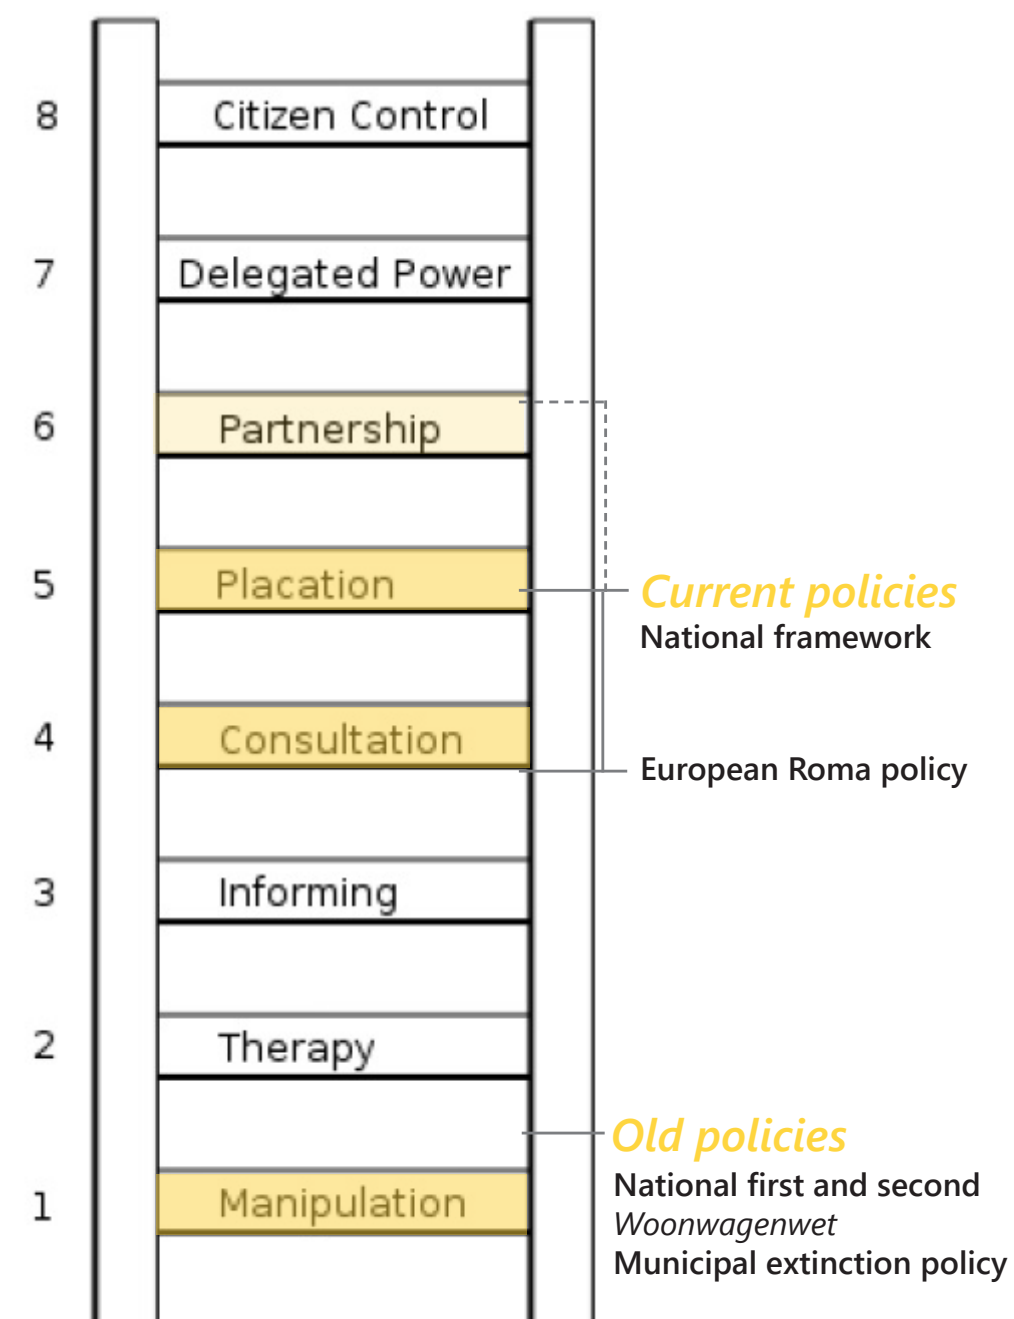 8 Citizen Control
7 Delegated Power
6 Partnership
5 Placation
Current policies
National framework
4 Consultation
European Roma policy
3 Informing
2 Therapy
Old policies
National first and second
1 Manipulation
Woonwagenwet
Municipal extinction policy